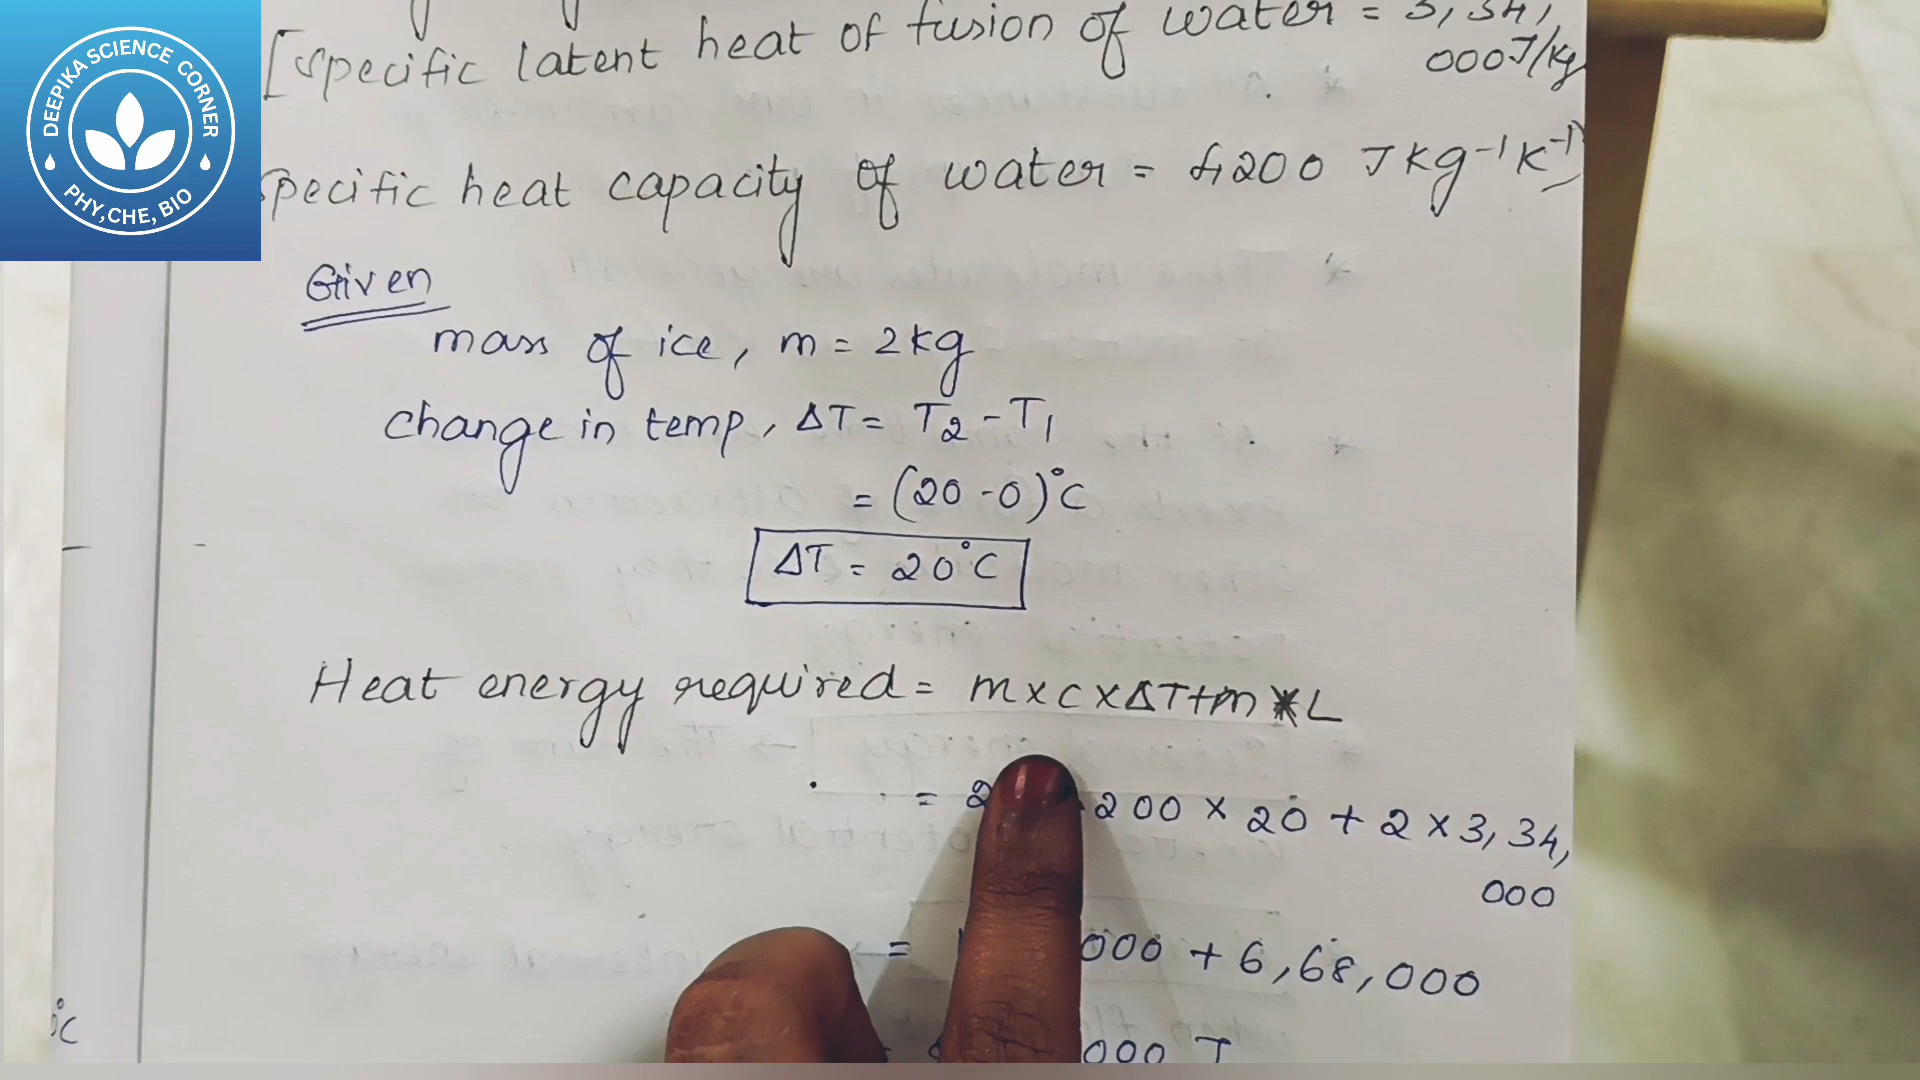 DEEPIKA SCIENCE CORNER
PHY,CHE, BIO
[specific latent heat of fusion of water = 3,34,
000J/kg
specific heat capacity of water = 4200 J kg⁻¹ K⁻¹)
Given
mass of ice, m = 2kg
change in temp, ΔT = T₂ - T₁
= (20 - 0)°C
ΔT = 20°C
Heat energy required = m x c x ΔT + m x L
= 2 200 x 20 + 2 x 3,34,
000
= 000 + 6,68,000
000 J
°C